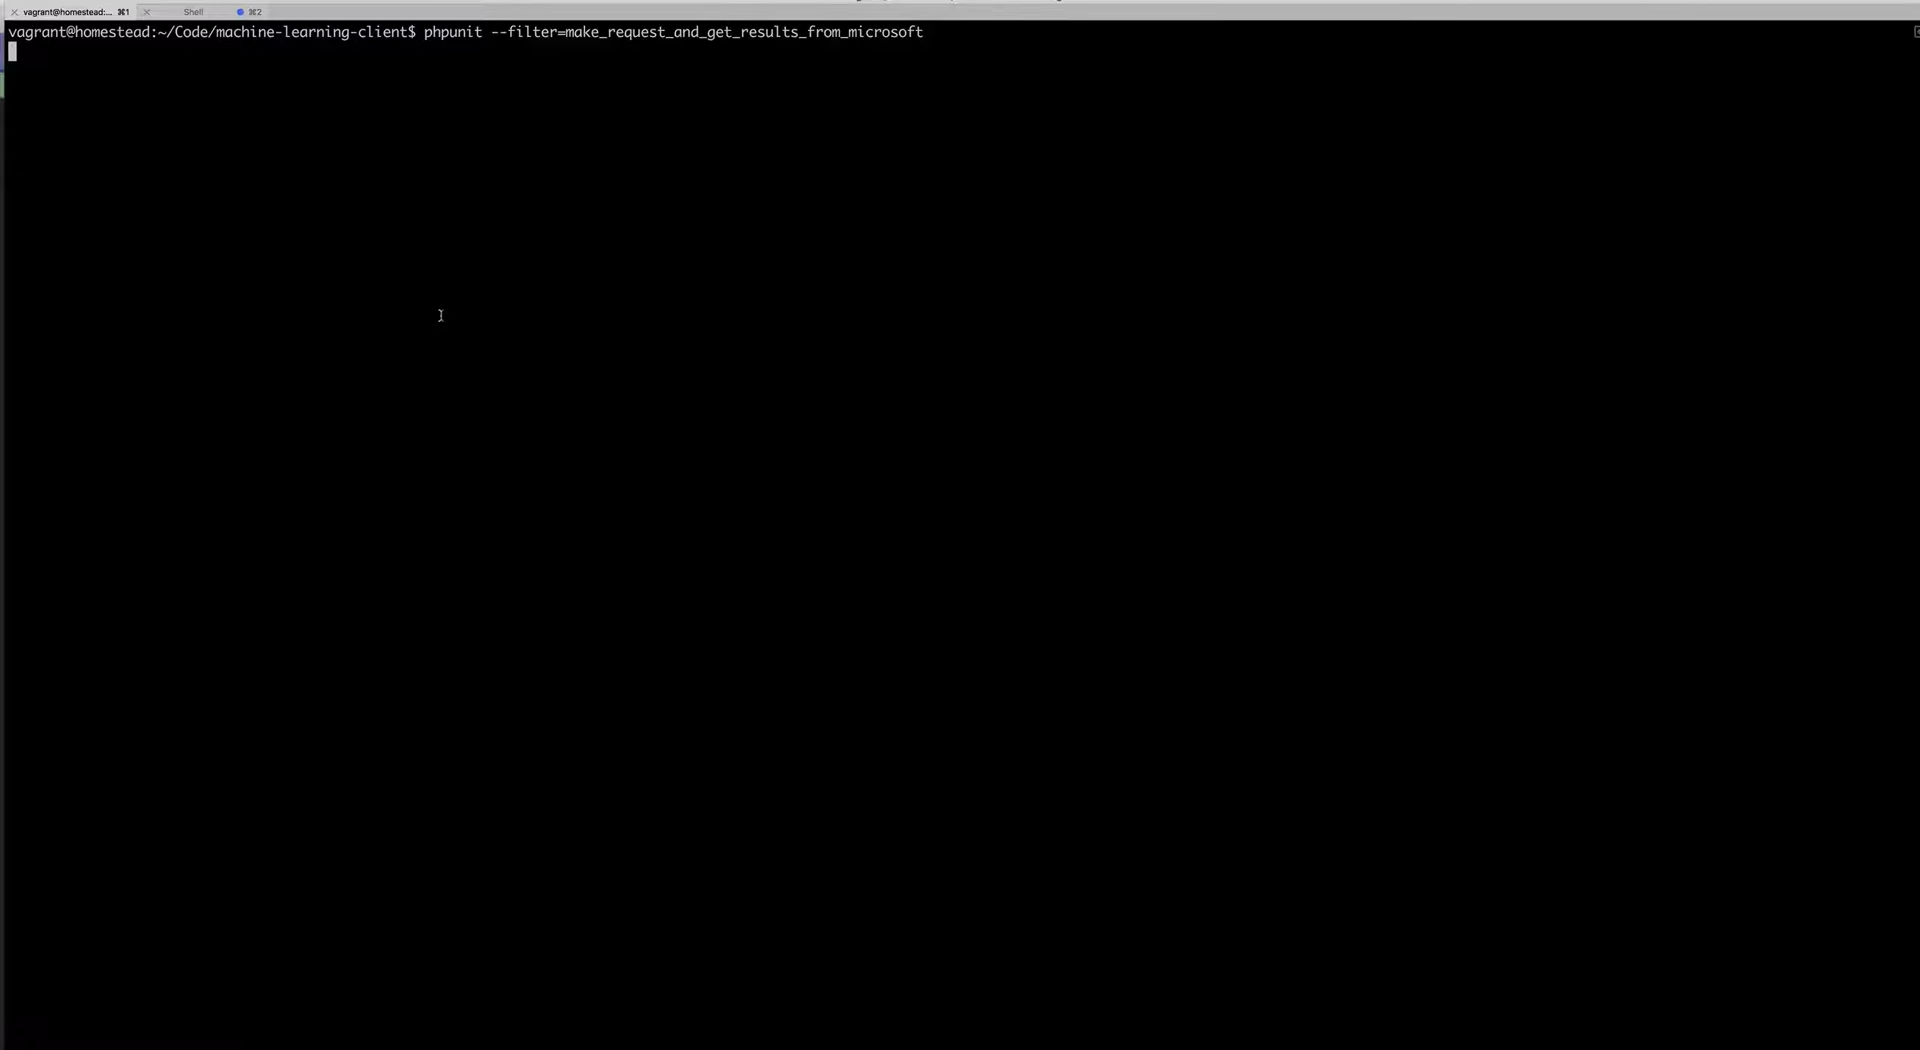 vagrant@homestead:... ⌘1 Shell ⌘2
vagrant@homestead:~/Code/machine-learning-client$ phpunit --filter=make_request_and_get_results_from_microsoft